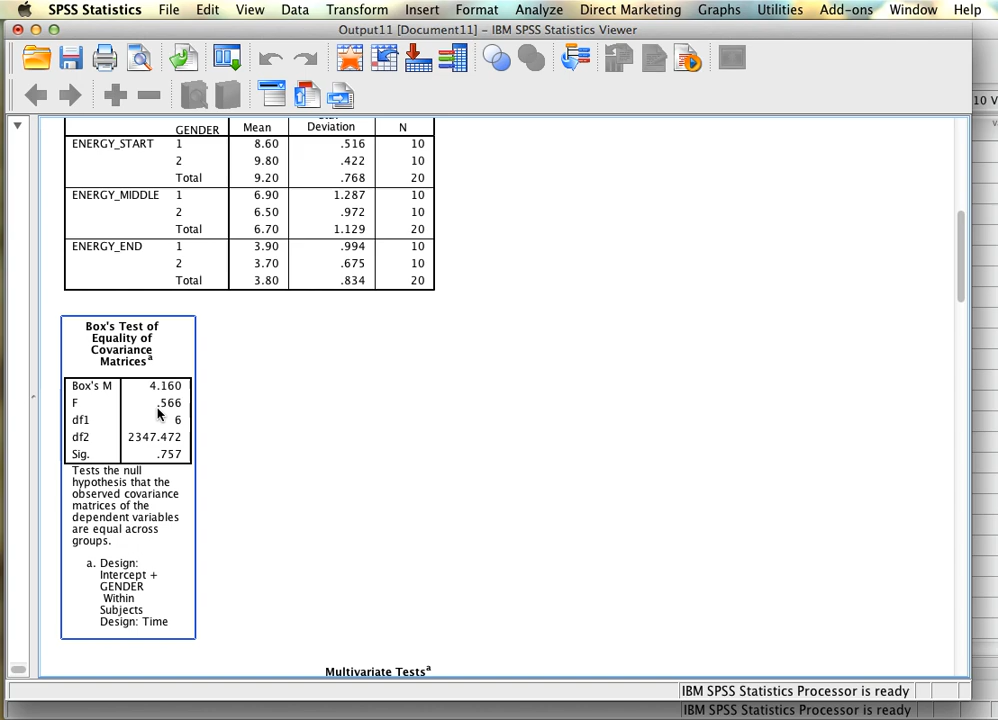 SPSS Statistics File Edit View Data Transform Insert Format Analyze Direct Marketing Graphs Utilities Add-ons Window Help
Output11 [Document11] – IBM SPSS Statistics Viewer
10 V
GENDER Mean Deviation N
ENERGY_START 1 8.60 .516 10
2 9.80 .422 10
Total 9.20 .768 20
ENERGY_MIDDLE 1 6.90 1.287 10
2 6.50 .972 10
Total 6.70 1.129 20
ENERGY_END 1 3.90 .994 10
2 3.70 .675 10
Total 3.80 .834 20
Box's Test of
Equality of
Covariance
Matricesa
Box's M 4.160
F .566
df1 6
df2 2347.472
Sig. .757
Tests the null
hypothesis that the
observed covariance
matrices of the
dependent variables
are equal across
groups.
a. Design:
Intercept +
GENDER
Within
Subjects
Design: Time
Multivariate Testsa
IBM SPSS Statistics Processor is ready
IBM SPSS Statistics Processor is ready